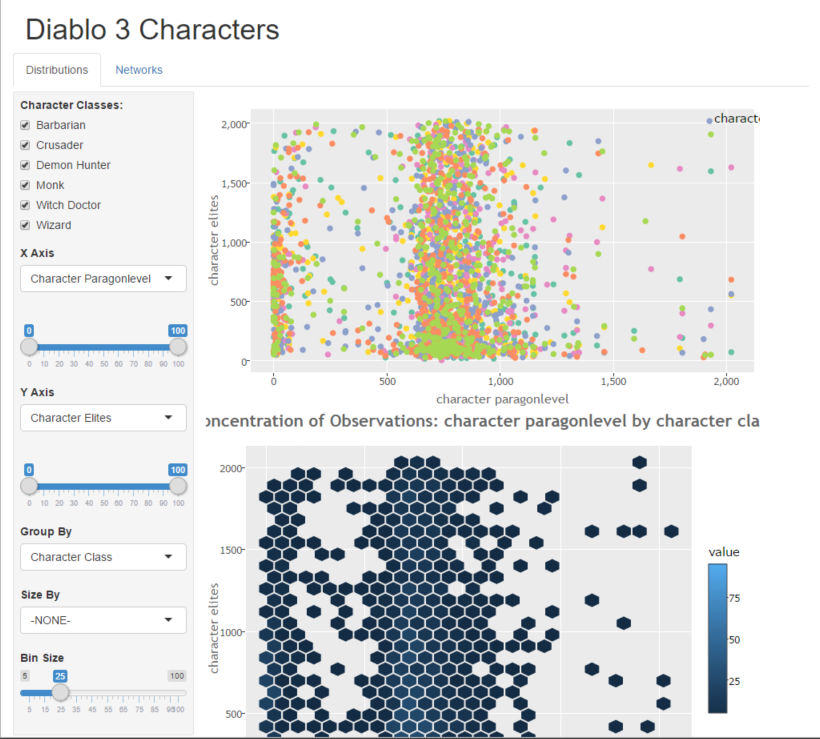 Diablo 3 Characters
Distributions Networks
Character Classes:
Barbarian
Crusader
Demon Hunter
Monk
Witch Doctor
Wizard
X Axis
Character Paragonlevel
0 100
0 10 20 30 40 50 60 70 80 90 100
Y Axis
Character Elites
0 100
0 10 20 30 40 50 60 70 80 90 100
Group By
Character Class
Size By
-NONE-
Bin Size
5 25 100
5 15 25 35 45 55 65 75 85 95100
charact
2,000
1,500
1,000
500
0
character elites
0 500 1,000 1,500 2,000
character paragonlevel
oncentration of Observations: character paragonlevel by character cla
2000
1500
1000
500
character elites
value
75
50
25